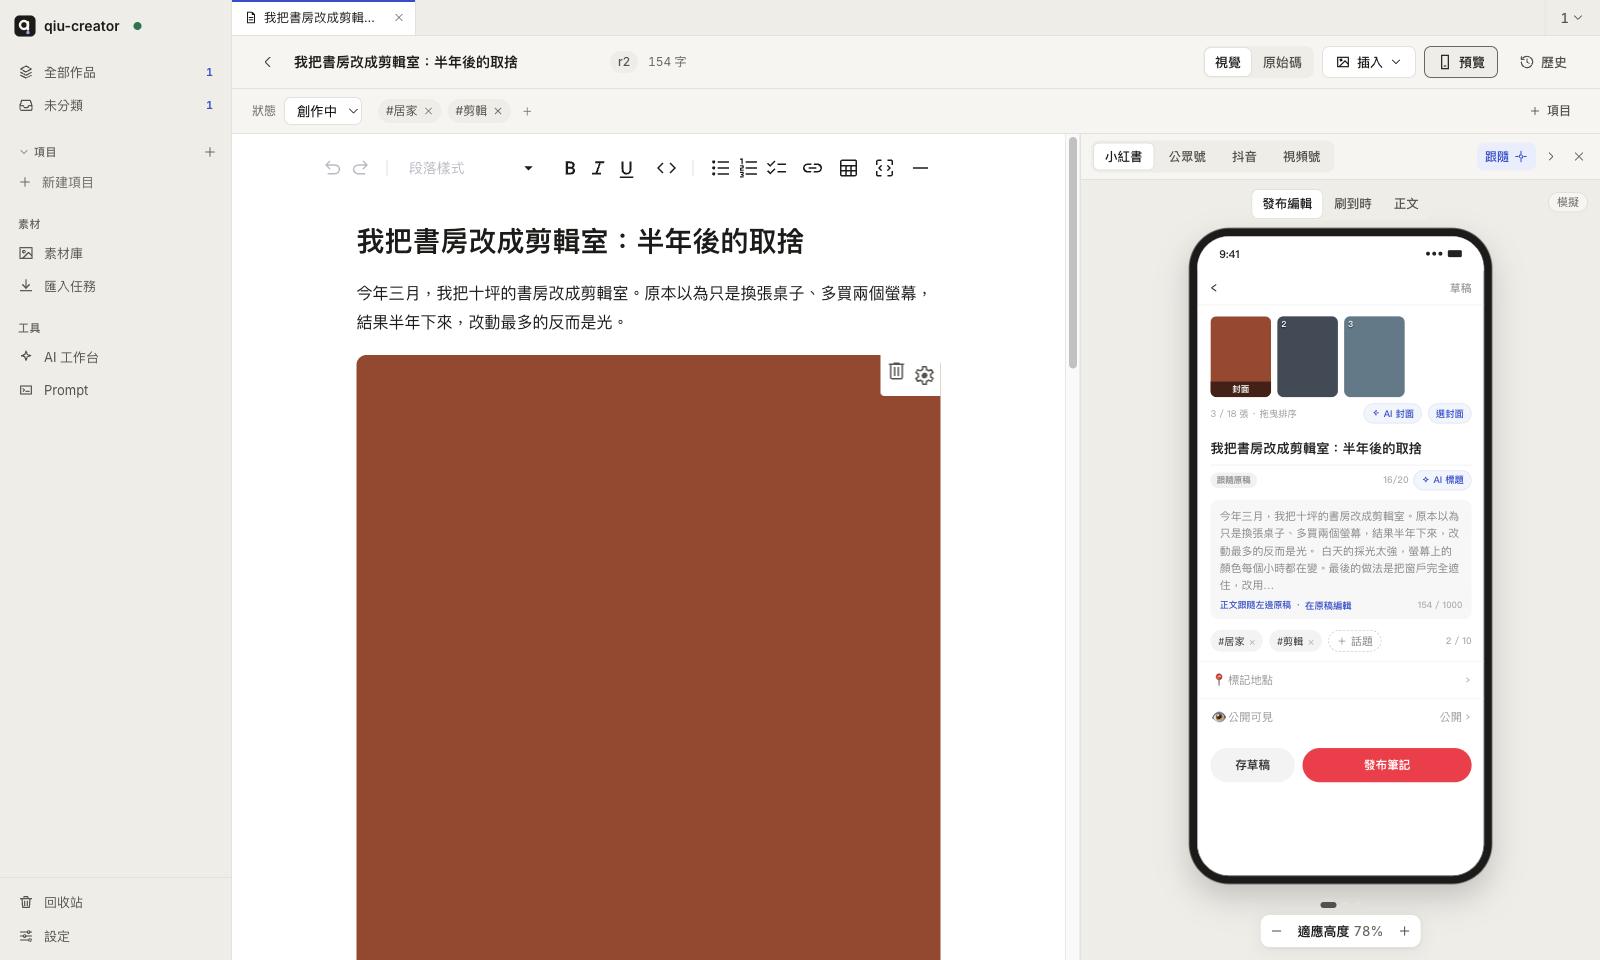 qiu-creator
全部作品 1
未分類 1
項目
新建項目
素材
素材庫
匯入任務
工具
AI 工作台
Prompt
回收站
設定
我把書房改成剪輯...
1
我把書房改成剪輯室：半年後的取捨
r2 154 字
視覺 原始碼 插入 預覽 歷史
狀態 創作中 #居家 #剪輯
項目
段落樣式
我把書房改成剪輯室：半年後的取捨
今年三月，我把十坪的書房改成剪輯室。原本以為只是換張桌子、多買兩個螢幕，
結果半年下來，改動最多的反而是光。
小紅書 公眾號 抖音 視頻號 跟隨
發布編輯 刷到時 正文 模擬
9:41
草稿
2 3
封面
3 / 18 張 · 拖曳排序 AI 封面 選封面
我把書房改成剪輯室：半年後的取捨
跟隨原稿 16/20 AI 標題
今年三月，我把十坪的書房改成剪輯室。原本以為
只是換張桌子、多買兩個螢幕，結果半年下來，改
動最多的反而是光。 白天的採光太強，螢幕上的
顏色每個小時都在變。最後的做法是把窗戶完全遮
住，改用...
正文跟隨左邊原稿 · 在原稿編輯 154 / 1000
#居家 #剪輯 + 話題 2 / 10
標記地點
公開可見 公開
存草稿 發布筆記
適應高度 78%